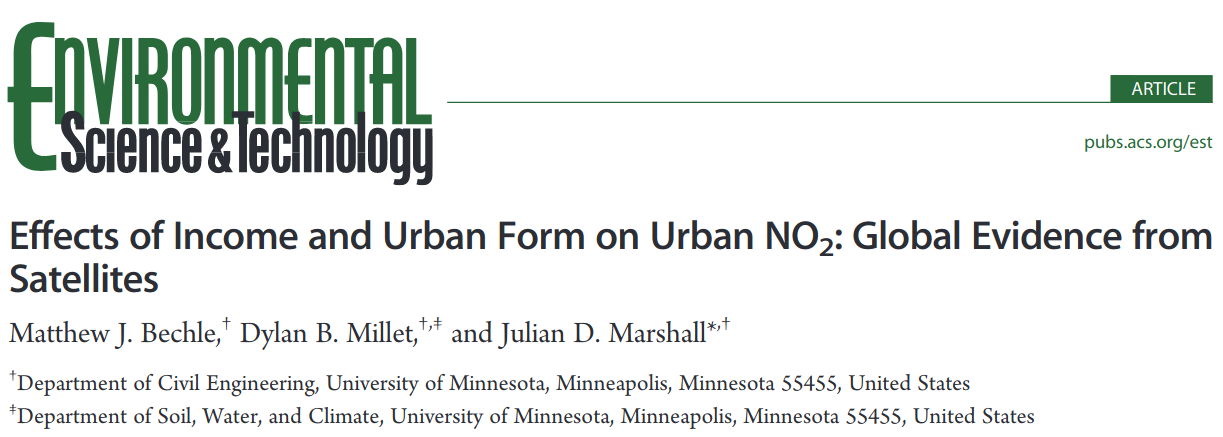 ENVIRONMENTAL
Science & Technology
ARTICLE
pubs.acs.org/est
Effects of Income and Urban Form on Urban NO₂: Global Evidence from
Satellites
Matthew J. Bechle,† Dylan B. Millet,†,‡ and Julian D. Marshall*,†
†Department of Civil Engineering, University of Minnesota, Minneapolis, Minnesota 55455, United States
‡Department of Soil, Water, and Climate, University of Minnesota, Minneapolis, Minnesota 55455, United States